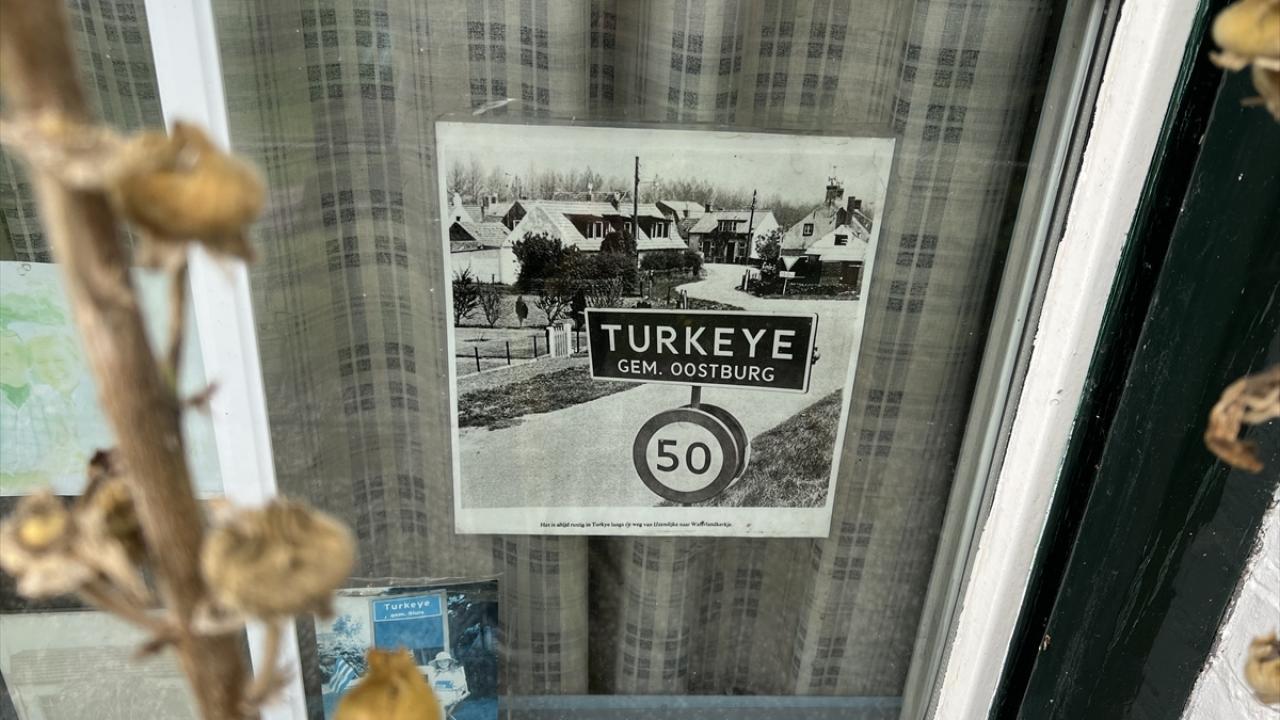 TURKEYE
GEM. OOSTBURG
50
Het is altijd rustig in Turkye langs de weg van IJzendijke naar Waterlandkerkje.
Turkeye
gem. Sluis